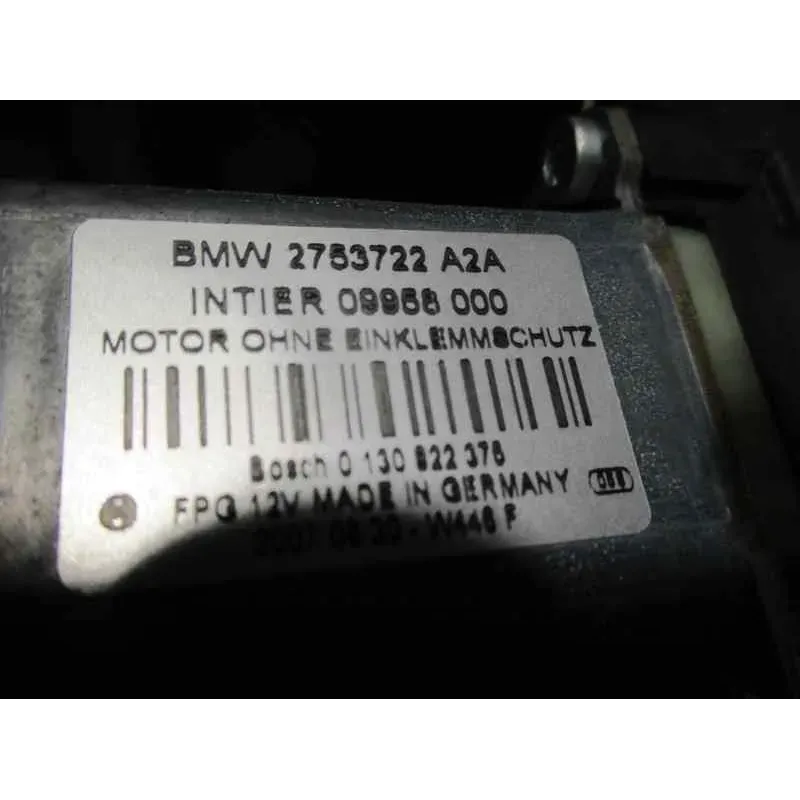 BMW 2753722 A2A
INTIER 09958 000
MOTOR OHNE EINKLEMMSCHUTZ
Bosch 0 130 822 376
FPG 12V MADE IN GERMANY
F